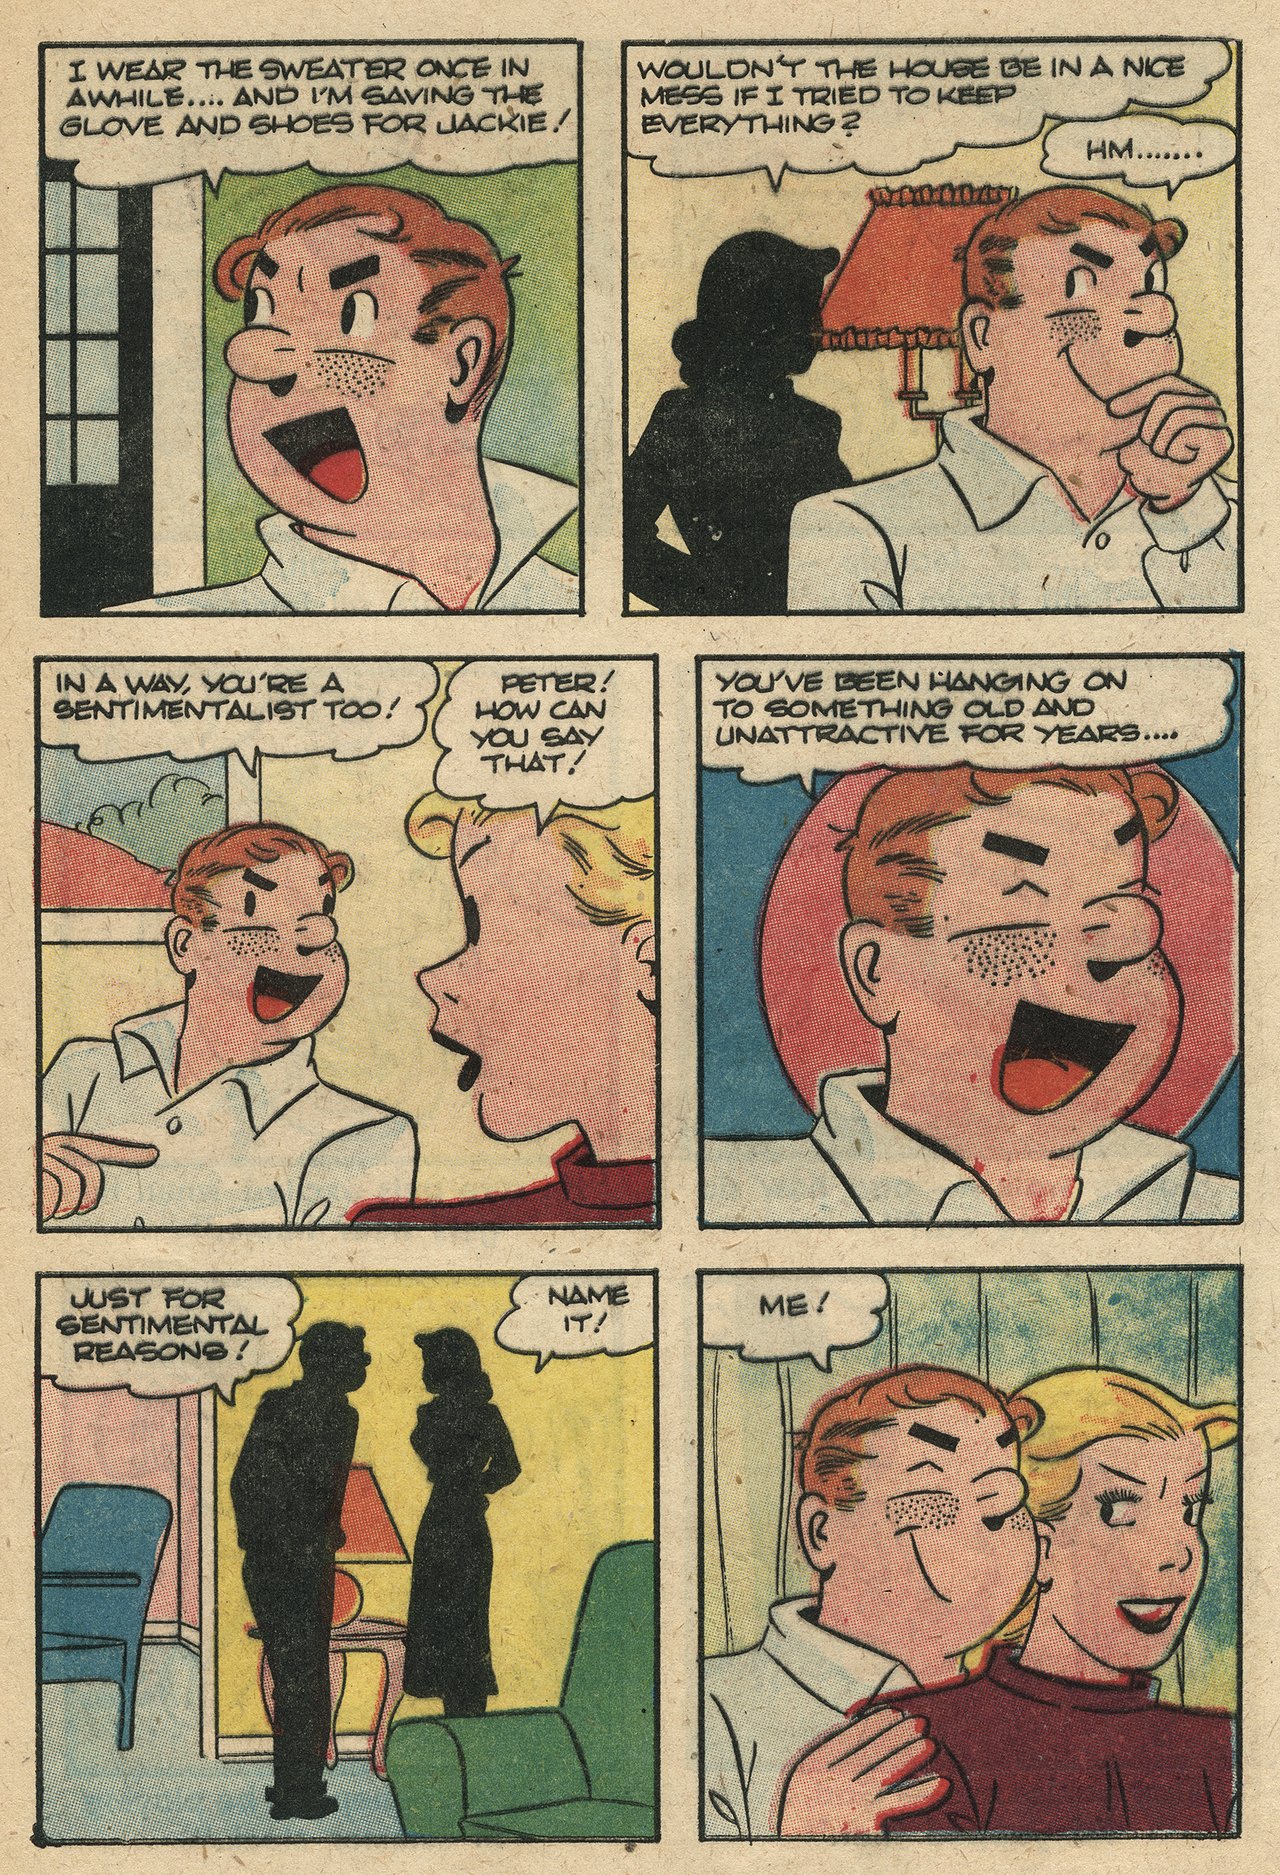 I WEAR THE SWEATER ONCE IN
AWHILE.... AND I'M SAVING THE
GLOVE AND SHOES FOR JACKIE!
WOULDN'T THE HOUSE BE IN A NICE
MESS IF I TRIED TO KEEP
EVERYTHING?
HM.......
IN A WAY, YOU'RE A
SENTIMENTALIST TOO!
PETER!
HOW CAN
YOU SAY
THAT!
YOU'VE BEEN HANGING ON
TO SOMETHING OLD AND
UNATTRACTIVE FOR YEARS....
JUST FOR
SENTIMENTAL
REASONS!
NAME
IT!
ME!